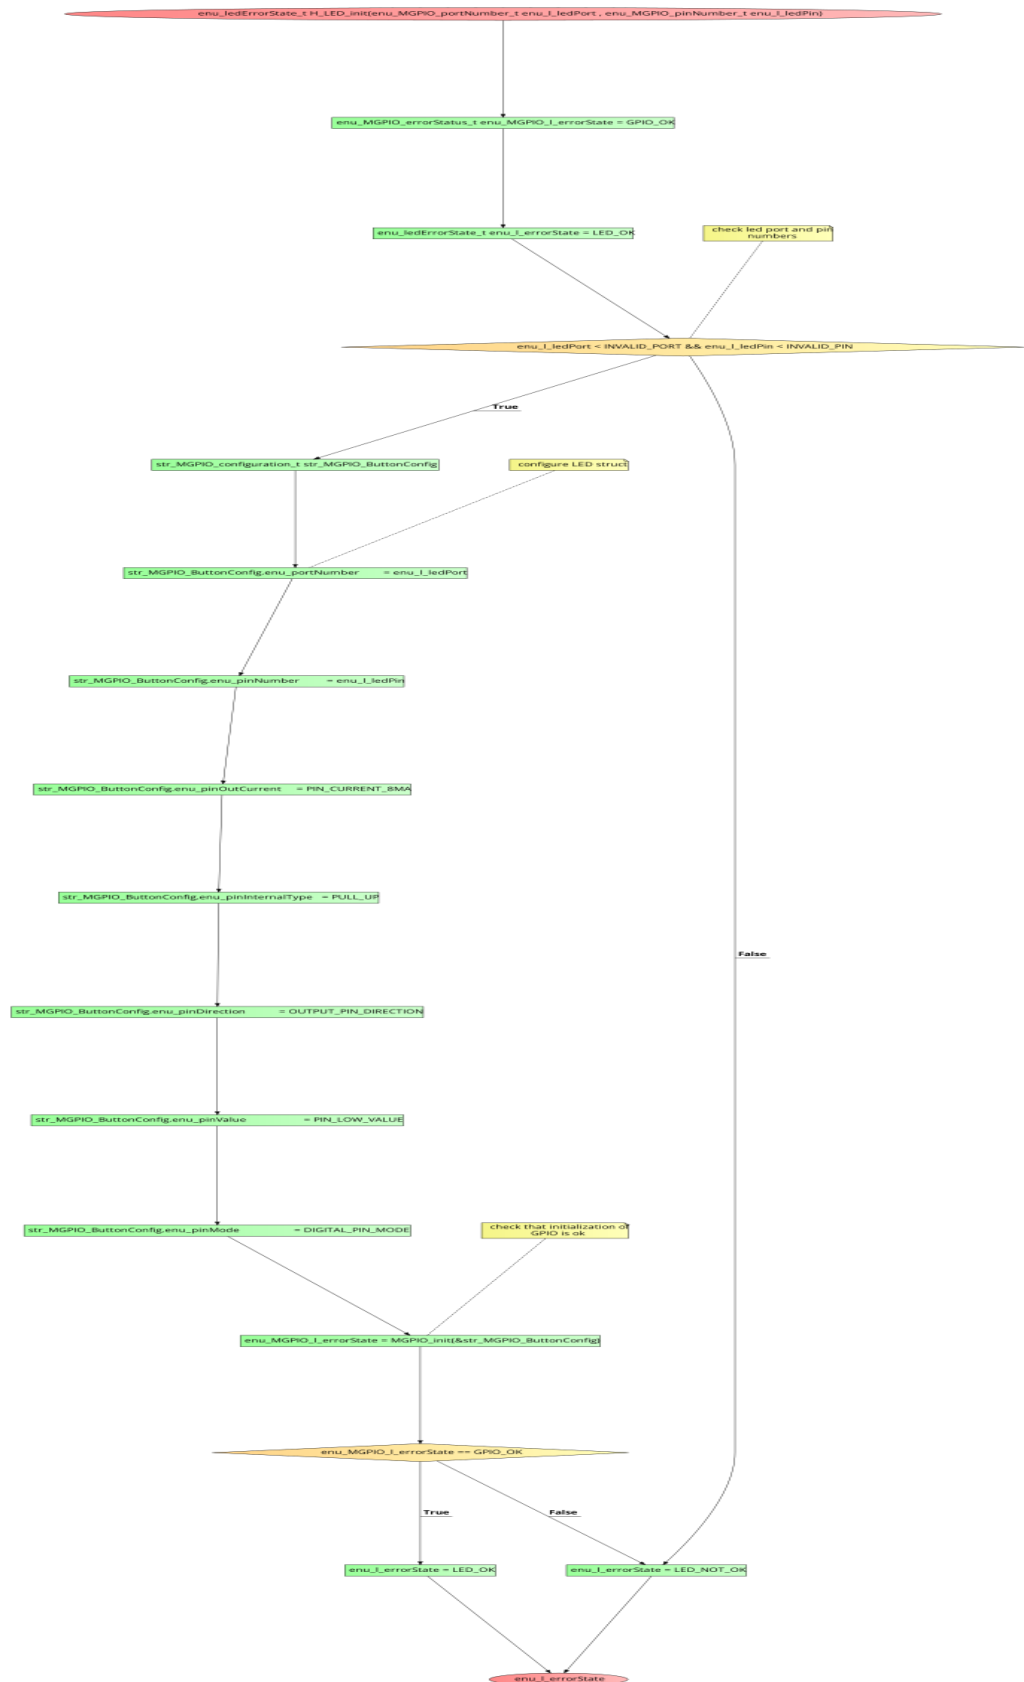 enu_ledErrorState_t H_LED_init(enu_MGPIO_portNumber_t enu_l_ledPort , enu_MGPIO_pinNumber_t enu_l_ledPin)
enu_MGPIO_errorStatus_t enu_MGPIO_l_errorState = GPIO_OK
enu_ledErrorState_t enu_l_errorState = LED_OK
check led port and pin
numbers
enu_l_ledPort < INVALID_PORT && enu_l_ledPin < INVALID_PIN
True
str_MGPIO_configuration_t str_MGPIO_ButtonConfig
configure LED struct
str_MGPIO_ButtonConfig.enu_portNumber = enu_l_ledPort
str_MGPIO_ButtonConfig.enu_pinNumber = enu_l_ledPin
str_MGPIO_ButtonConfig.enu_pinOutCurrent = PIN_CURRENT_8MA
str_MGPIO_ButtonConfig.enu_pinInternalType = PULL_UP
False
str_MGPIO_ButtonConfig.enu_pinDirection = OUTPUT_PIN_DIRECTION
str_MGPIO_ButtonConfig.enu_pinValue = PIN_LOW_VALUE
str_MGPIO_ButtonConfig.enu_pinMode = DIGITAL_PIN_MODE
check that initialization of
GPIO is ok
enu_MGPIO_l_errorState = MGPIO_init(&str_MGPIO_ButtonConfig)
enu_MGPIO_l_errorState == GPIO_OK
True
False
enu_l_errorState = LED_OK
enu_l_errorState = LED_NOT_OK
enu_l_errorState